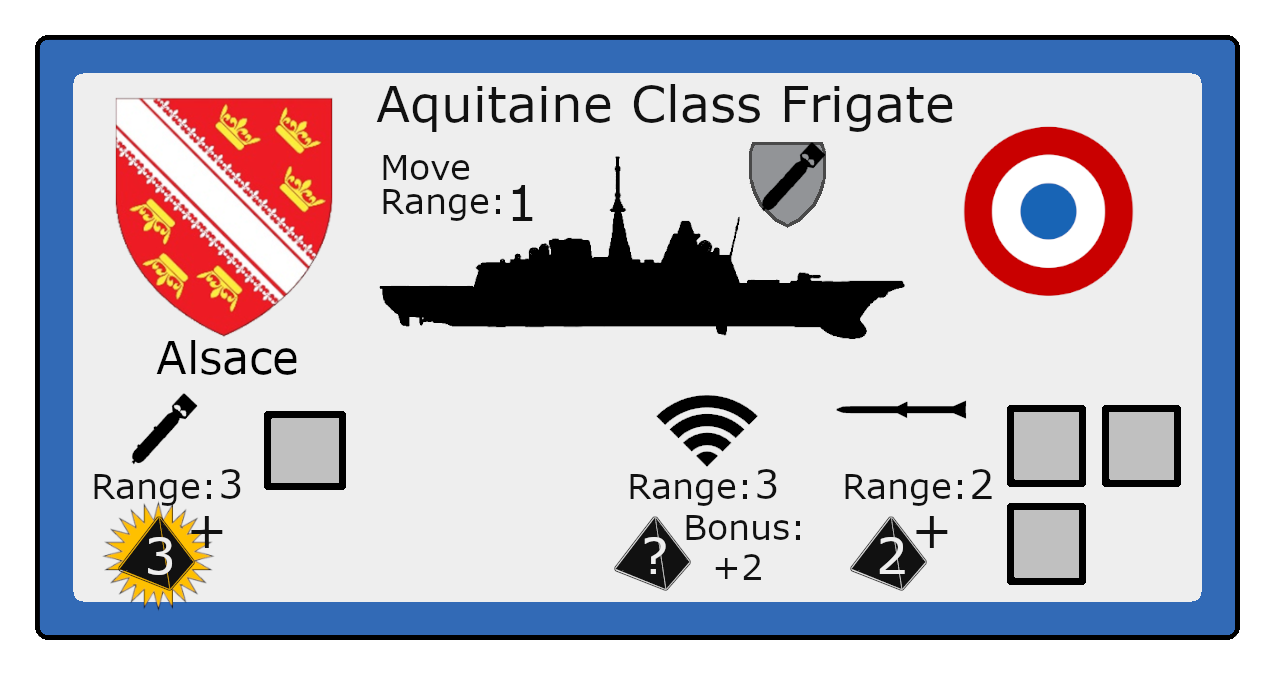 Aquitaine Class Frigate
Move
Range: 1
Alsace
Range: 3
3 +
Range: 3
? Bonus:
+2
Range: 2
2 +